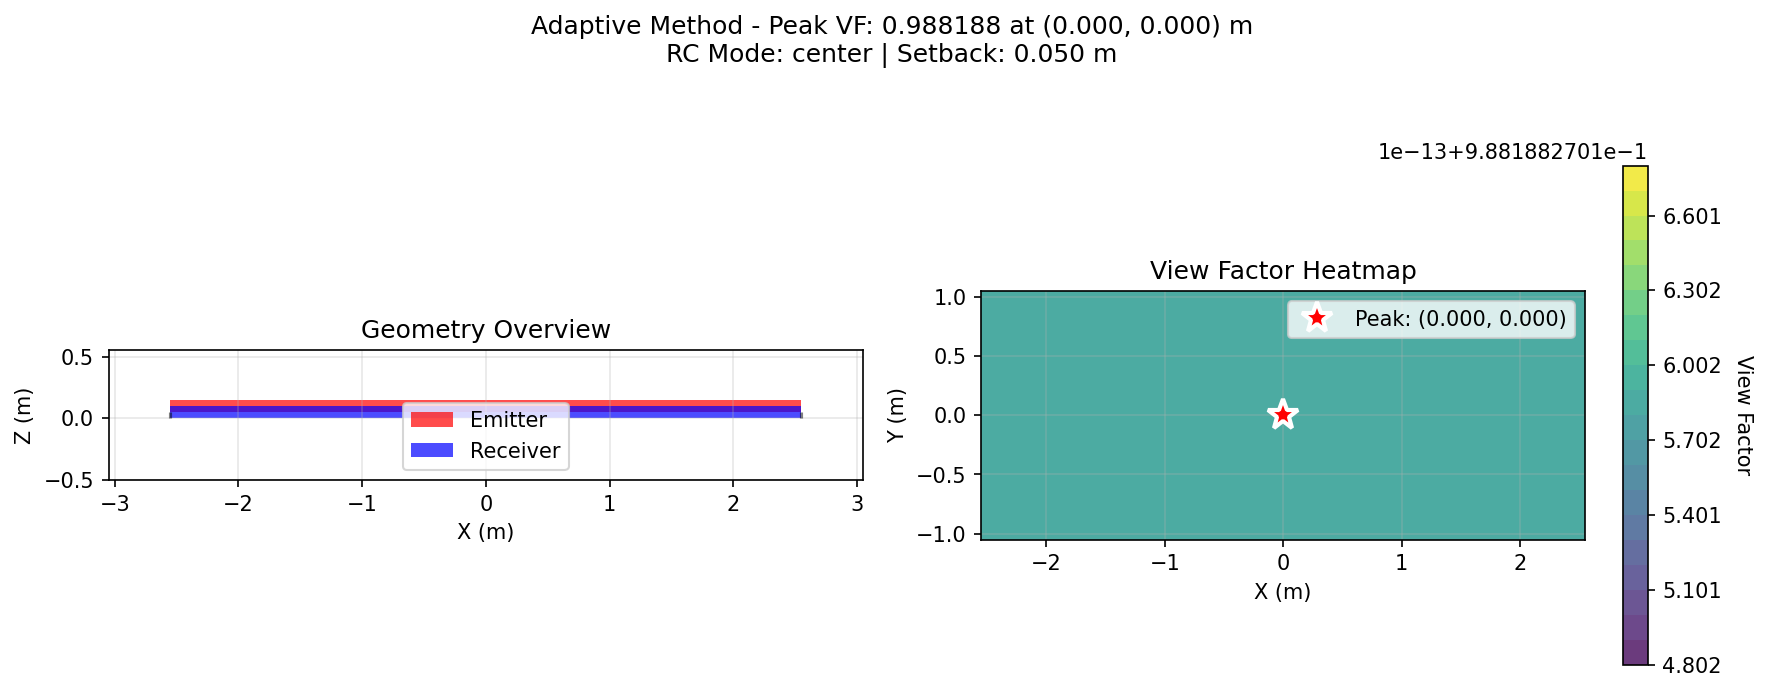 Adaptive Method - Peak VF: 0.988188 at (0.000, 0.000) m
RC Mode: center | Setback: 0.050 m
Geometry Overview
0.5
0.0
−0.5
Z (m)
Emitter
Receiver
−3 −2 −1 0 1 2 3
X (m)
View Factor Heatmap
1.0
0.5
0.0
−0.5
−1.0
Y (m)
Peak: (0.000, 0.000)
−2 −1 0 1 2
X (m)
1e−13+9.881882701e−1
6.601
6.302
6.002
5.702
5.401
5.101
4.802
View Factor